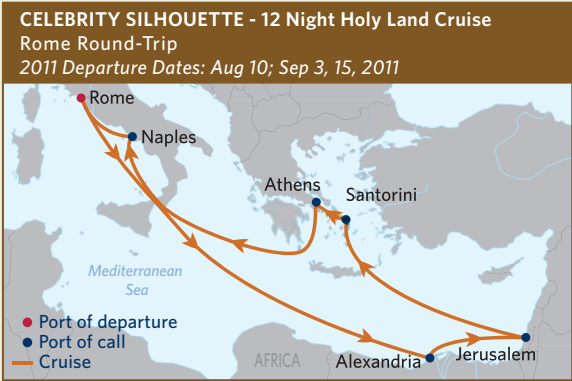 CELEBRITY SILHOUETTE - 12 Night Holy Land Cruise
Rome Round-Trip
2011 Departure Dates: Aug 10; Sep 3, 15, 2011
Rome
Naples
Athens
Santorini
Mediterranean
Sea
Port of departure
Port of call
Cruise
AFRICA
Alexandria
Jerusalem